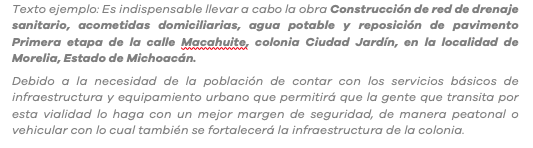 Texto ejemplo: Es indispensable llevar a cabo la obra Construcción de red de drenaje
sanitario, acometidas domiciliarias, agua potable y reposición de pavimento
Primera etapa de la calle Macahuite, colonia Ciudad Jardín, en la localidad de
Morelia, Estado de Michoacán.
Debido a la necesidad de la población de contar con los servicios básicos de
infraestructura y equipamiento urbano que permitirá que la gente que transita por
esta vialidad lo haga con un mejor margen de seguridad, de manera peatonal o
vehicular con lo cual también se fortalecerá la infraestructura de la colonia.